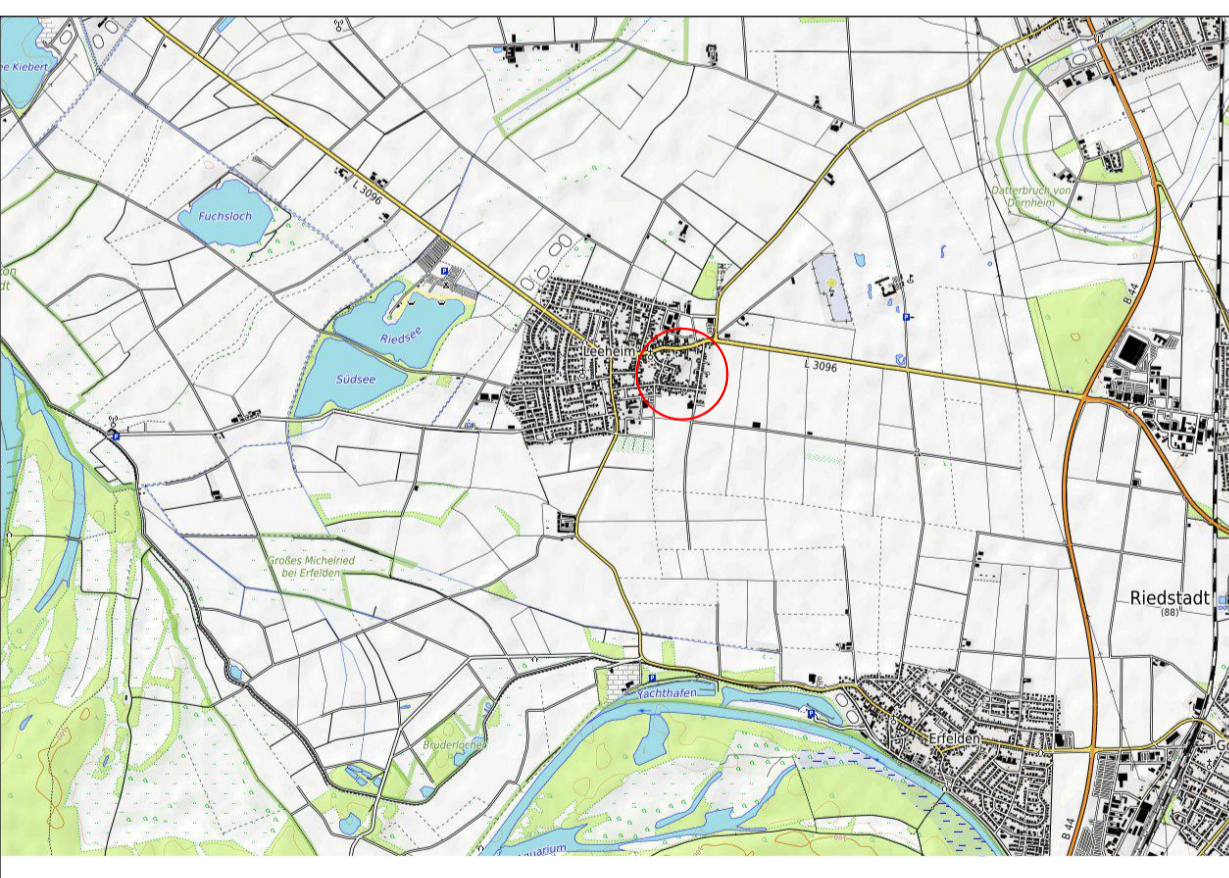 Kiebert
L 3096
Fuchsloch
Datterbruch von
Dornheim
B 44
Riedsee
Leeheim
L 3096
Südsee
Großes Michelried
bei Erfelden
Riedstadt
(88)
Yachthafen
Bruderlöcher
Erfelden
B 44
quarium